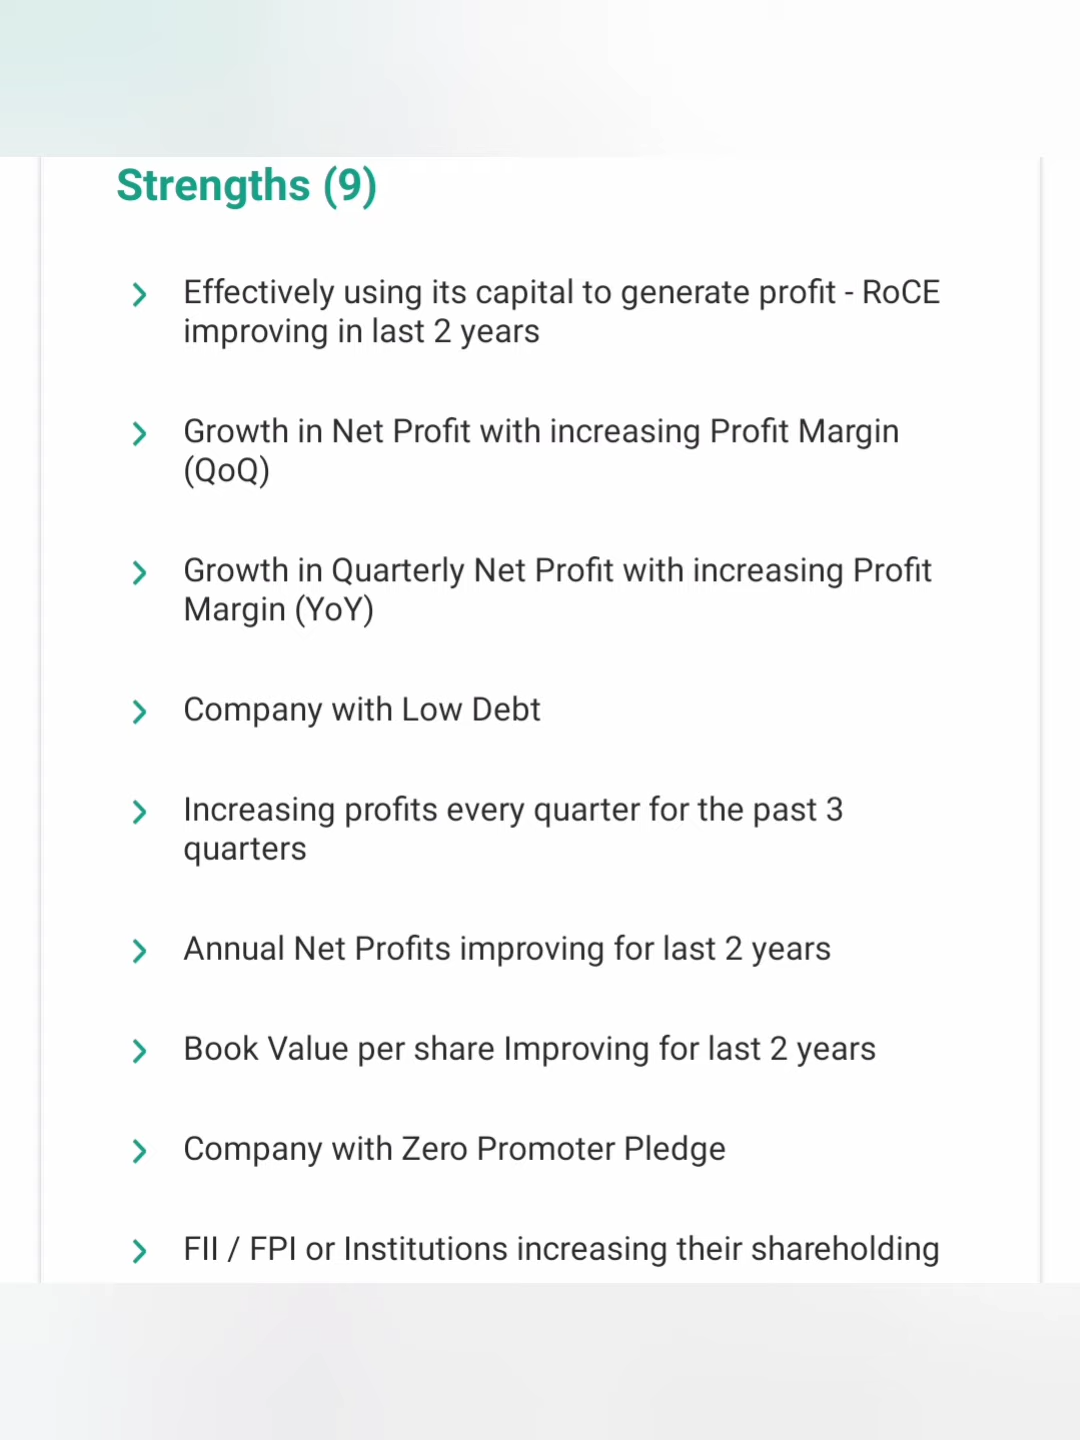 Strengths (9)
Effectively using its capital to generate profit - RoCE
improving in last 2 years
Growth in Net Profit with increasing Profit Margin
(QoQ)
Growth in Quarterly Net Profit with increasing Profit
Margin (YoY)
Company with Low Debt
Increasing profits every quarter for the past 3
quarters
Annual Net Profits improving for last 2 years
Book Value per share Improving for last 2 years
Company with Zero Promoter Pledge
FII / FPI or Institutions increasing their shareholding